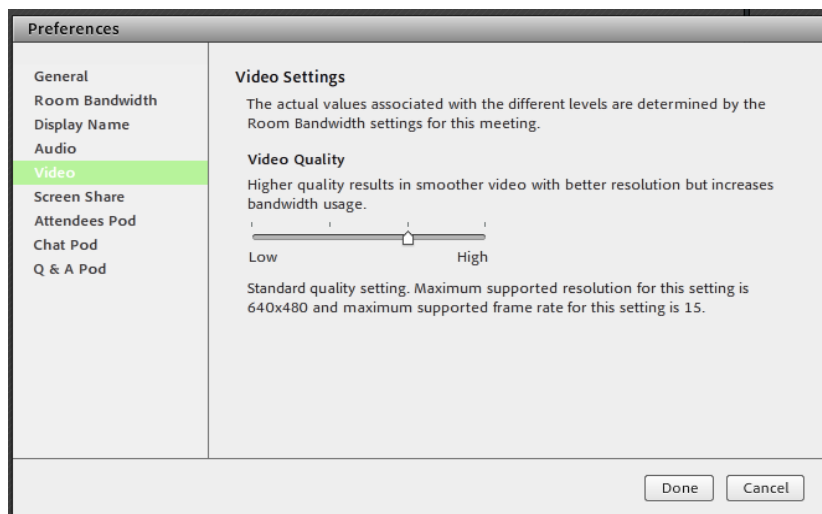 Preferences
General
Room Bandwidth
Display Name
Audio
Video
Screen Share
Attendees Pod
Chat Pod
Q & A Pod
Video Settings
The actual values associated with the different levels are determined by the
Room Bandwidth settings for this meeting.
Video Quality
Higher quality results in smoother video with better resolution but increases
bandwidth usage.
Low High
Standard quality setting. Maximum supported resolution for this setting is
640x480 and maximum supported frame rate for this setting is 15.
Done Cancel